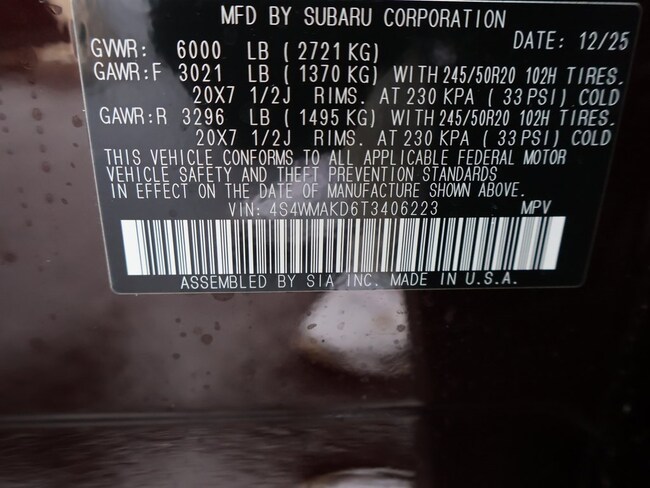 MFD BY SUBARU CORPORATION
DATE: 12/25
GVWR: 6000 LB ( 2721 KG)
GAWR:F 3021 LB ( 1370 KG) WITH 245/50R20 102H TIRES.
20X7 1/2J RIMS. AT 230 KPA ( 33 PSI) COLD
GAWR:R 3296 LB ( 1495 KG) WITH 245/50R20 102H TIRES.
20X7 1/2J RIMS. AT 230 KPA ( 33 PSI) COLD
THIS VEHICLE CONFORMS TO ALL APPLICABLE FEDERAL MOTOR
VEHICLE SAFETY AND THEFT PREVENTION STANDARDS
IN EFFECT ON THE DATE OF MANUFACTURE SHOWN ABOVE.
VIN: 4S4WMAKD6T3406223 MPV
ASSEMBLED BY SIA INC. MADE IN U.S.A.